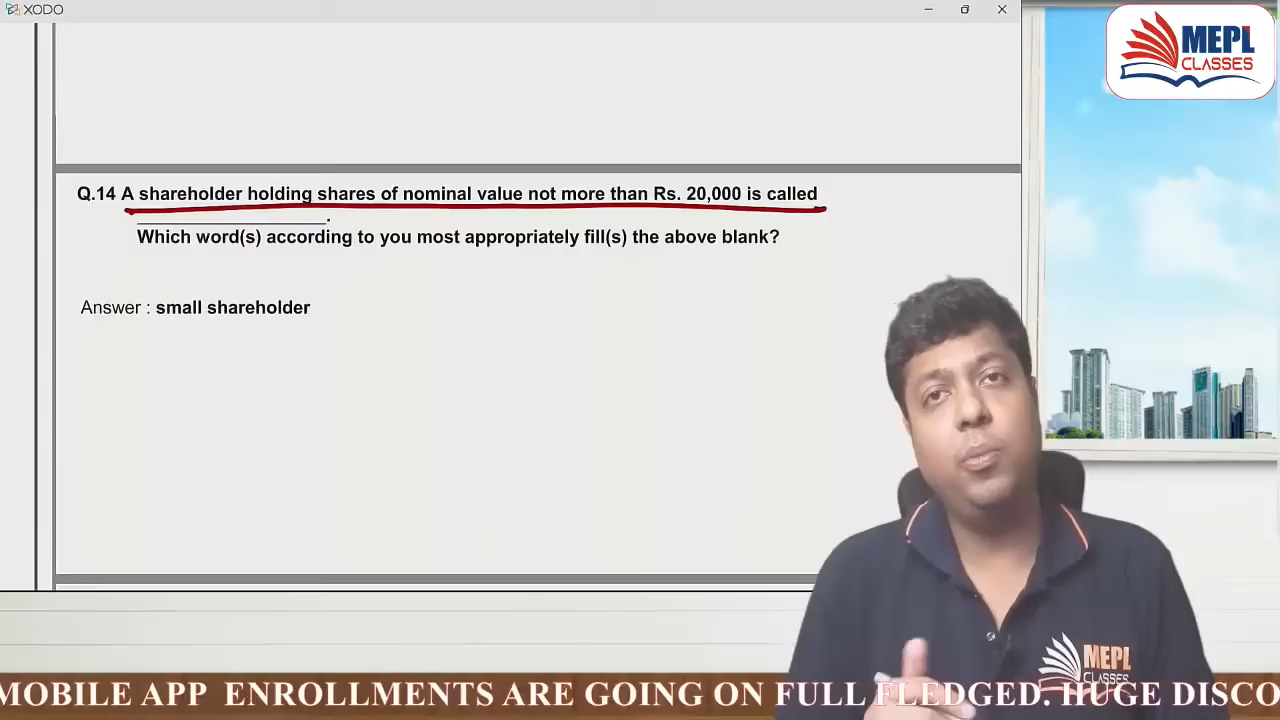 XODO
MEPL
CLASSES
Q.14 A shareholder holding shares of nominal value not more than Rs. 20,000 is called
____________________.
Which word(s) according to you most appropriately fill(s) the above blank?
Answer : small shareholder
MEPL
CLASSES
MOBILE APP ENROLLMENTS ARE GOING ON FULL FLEDGED. HUGE DISCO